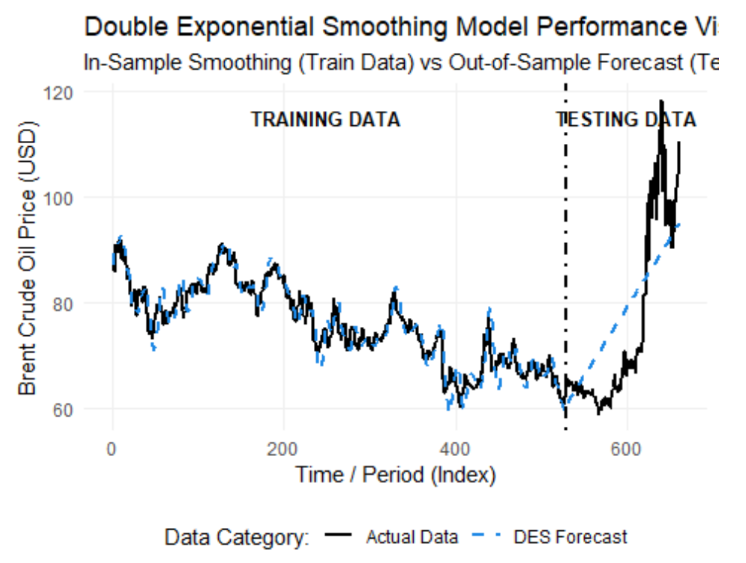 Double Exponential Smoothing Model Performance Vi
In-Sample Smoothing (Train Data) vs Out-of-Sample Forecast (Te
120
TRAINING DATA
TESTING DATA
100
80
60
Brent Crude Oil Price (USD)
0
200
400
600
Time / Period (Index)
Data Category:
Actual Data
DES Forecast